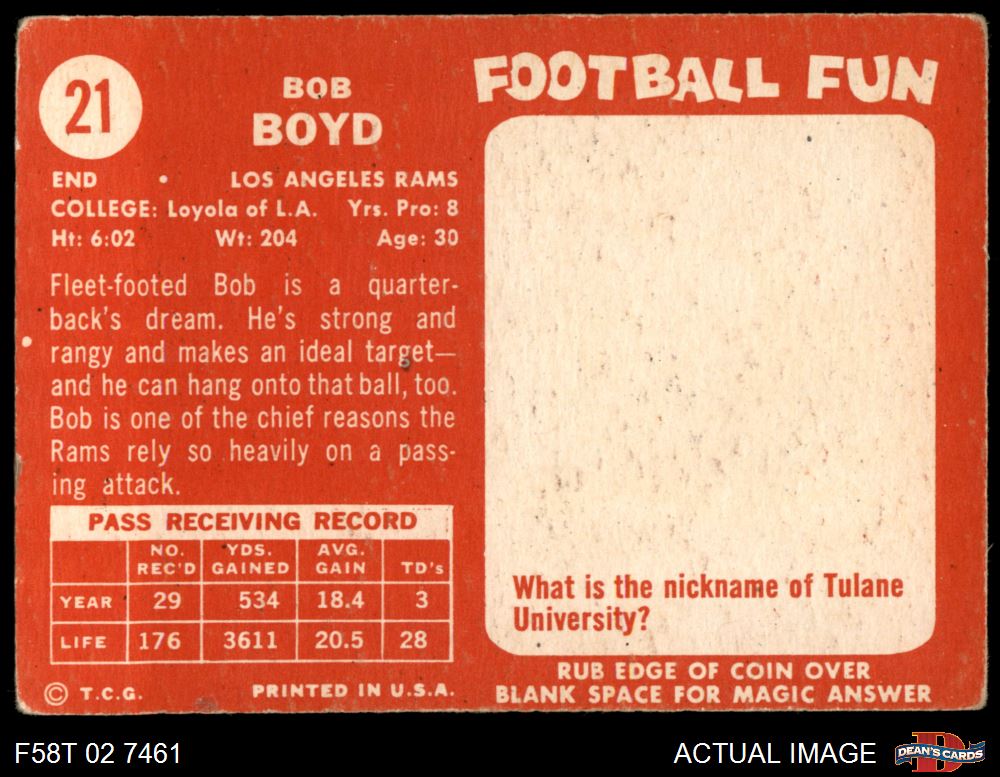 21
BOB
BOYD
END • LOS ANGELES RAMS
COLLEGE: Loyola of L.A. Yrs. Pro: 8
Ht: 6:02 Wt: 204 Age: 30
Fleet-footed Bob is a quarter-
back's dream. He's strong and
rangy and makes an ideal target—
and he can hang onto that ball, too.
Bob is one of the chief reasons the
Rams rely so heavily on a pass-
ing attack.
PASS RECEIVING RECORD
NO. REC'D YDS. GAINED AVG. GAIN TD's
YEAR 29 534 18.4 3
LIFE 176 3611 20.5 28
© T.C.G. PRINTED IN U.S.A.
FOOTBALL FUN
What is the nickname of Tulane
University?
RUB EDGE OF COIN OVER
BLANK SPACE FOR MAGIC ANSWER
F58T 02 7461
ACTUAL IMAGE
D
DEAN'S CARDS